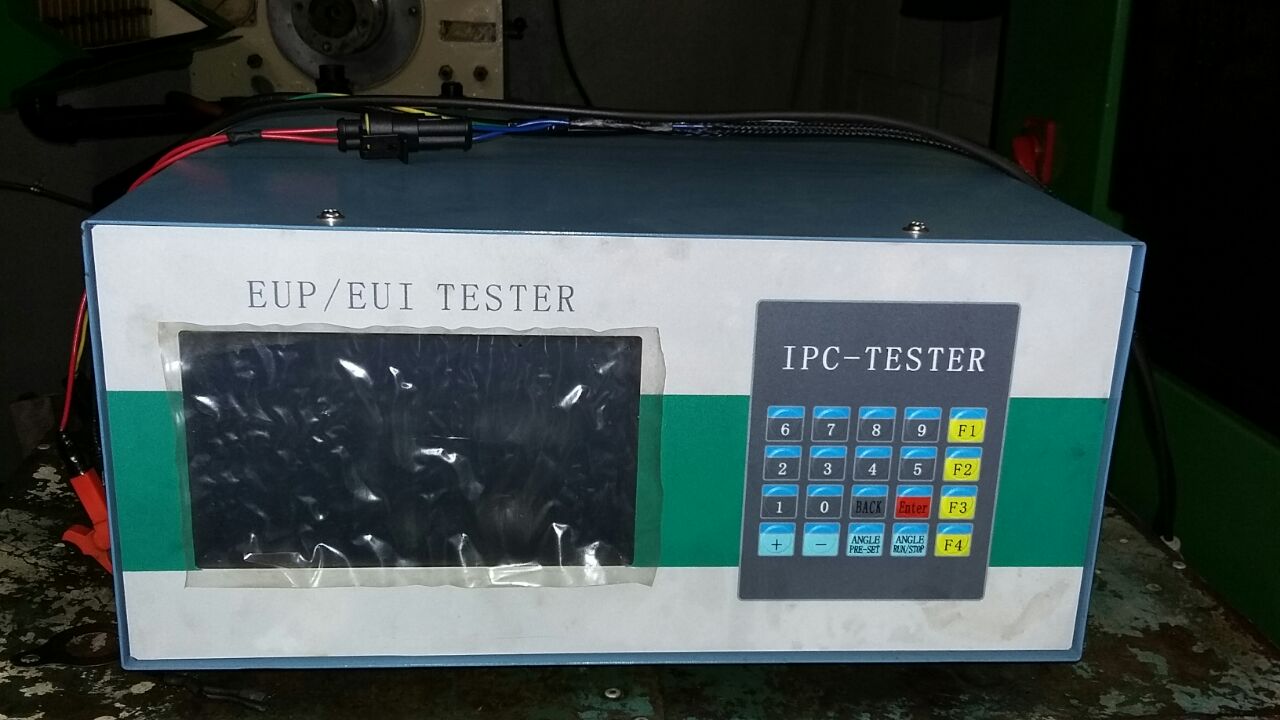 EUP/EUI TESTER
IPC-TESTER
6 7 8 9 F1
2 3 4 5 F2
1 0 BACK Enter F3
+ - ANGLE PRE-SET ANGLE RUN/STOP F4